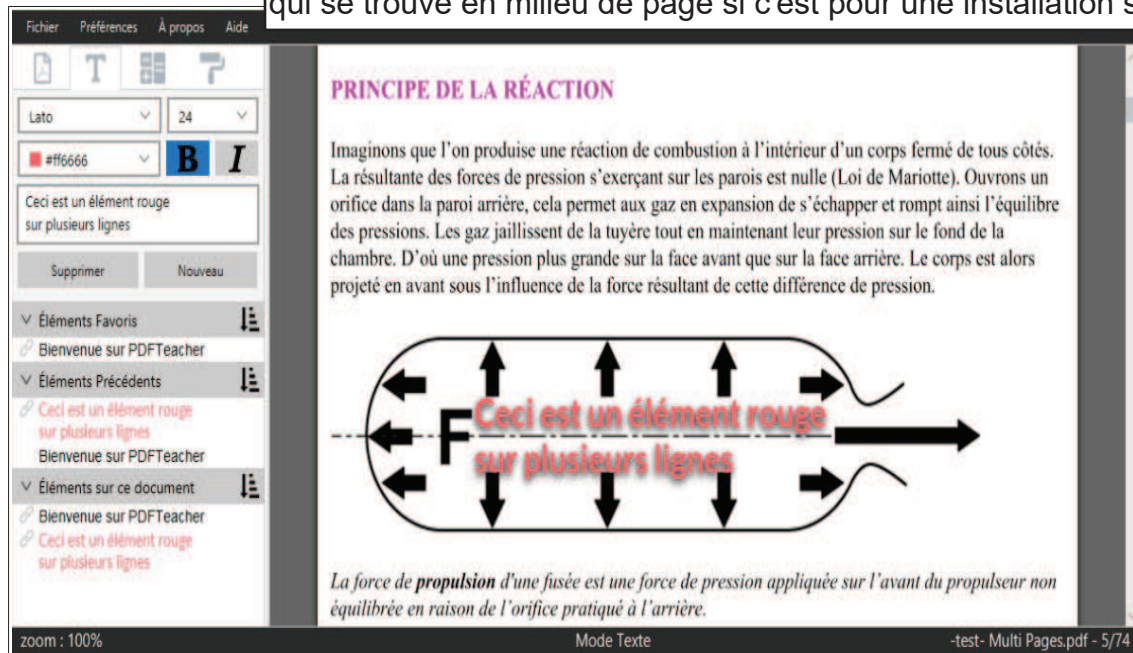 qui se trouve en milieu de page si c'est pour une installation s
Fichier Préférences À propos Aide
T
Lato 24
#ff6666 B I
Ceci est un élément rouge
sur plusieurs lignes
Supprimer Nouveau
Éléments Favoris
Bienvenue sur PDFTeacher
Éléments Précédents
Ceci est un élément rouge
sur plusieurs lignes
Bienvenue sur PDFTeacher
Éléments sur ce document
Bienvenue sur PDFTeacher
Ceci est un élément rouge
sur plusieurs lignes
PRINCIPE DE LA RÉACTION
Imaginons que l'on produise une réaction de combustion à l'intérieur d'un corps fermé de tous côtés.
La résultante des forces de pression s'exerçant sur les parois est nulle (Loi de Mariotte). Ouvrons un
orifice dans la paroi arrière, cela permet aux gaz en expansion de s'échapper et rompt ainsi l'équilibre
des pressions. Les gaz jaillissent de la tuyère tout en maintenant leur pression sur le fond de la
chambre. D'où une pression plus grande sur la face avant que sur la face arrière. Le corps est alors
projeté en avant sous l'influence de la force résultant de cette différence de pression.
F
Ceci est un élément rouge
sur plusieurs lignes
La force de propulsion d'une fusée est une force de pression appliquée sur l'avant du propulseur non
équilibrée en raison de l'orifice pratiqué à l'arrière.
zoom : 100% Mode Texte -test- Multi Pages.pdf - 5/74